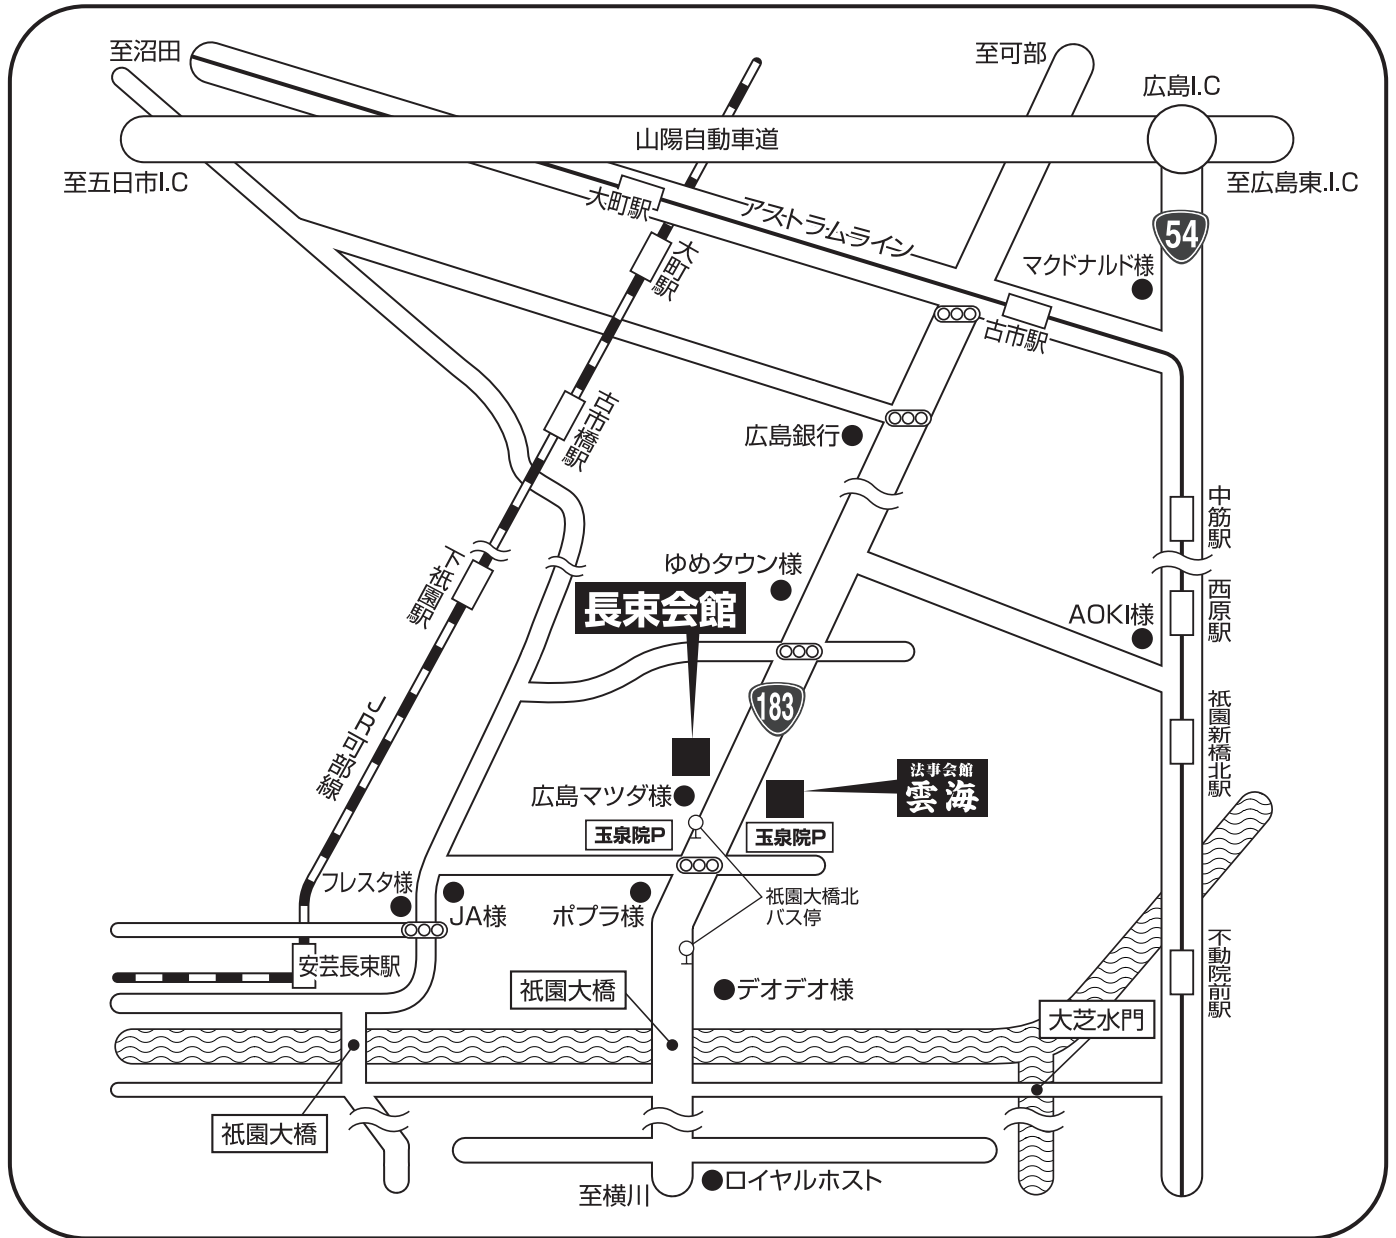 至沼田
至可部
広島I.C
山陽自動車道
至五日市I.C
至広島東.I.C
大町駅
アストラムライン
54
大町駅
マクドナルド様
古市駅
古市橋駅
広島銀行
中筋駅
下祇園駅
ゆめタウン様
長束会館
西原駅
AOKI様
183
JR可部線
祇園新橋北駅
法事会館
雲海
広島マツダ様
玉泉院P
玉泉院P
フレスタ様
JA様
ポプラ様
祇園大橋北
バス停
安芸長束駅
祇園大橋
デオデオ様
不動院前駅
大芝水門
祇園大橋
至横川
ロイヤルホスト